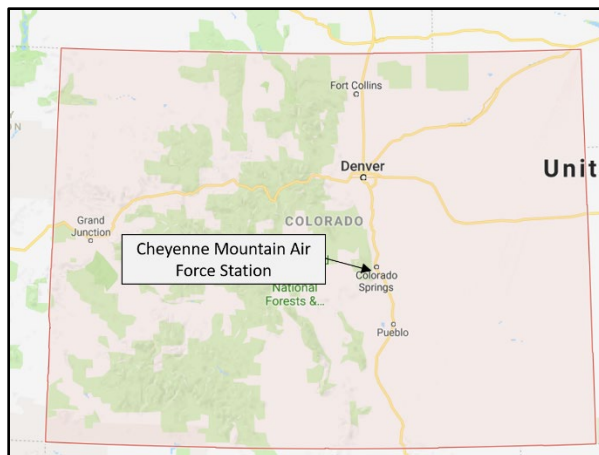 Fort Collins
Denver
Unit
COLORADO
Grand
Junction
Cheyenne Mountain Air
Force Station
Colorado
Springs
National
Forests &...
Pueblo